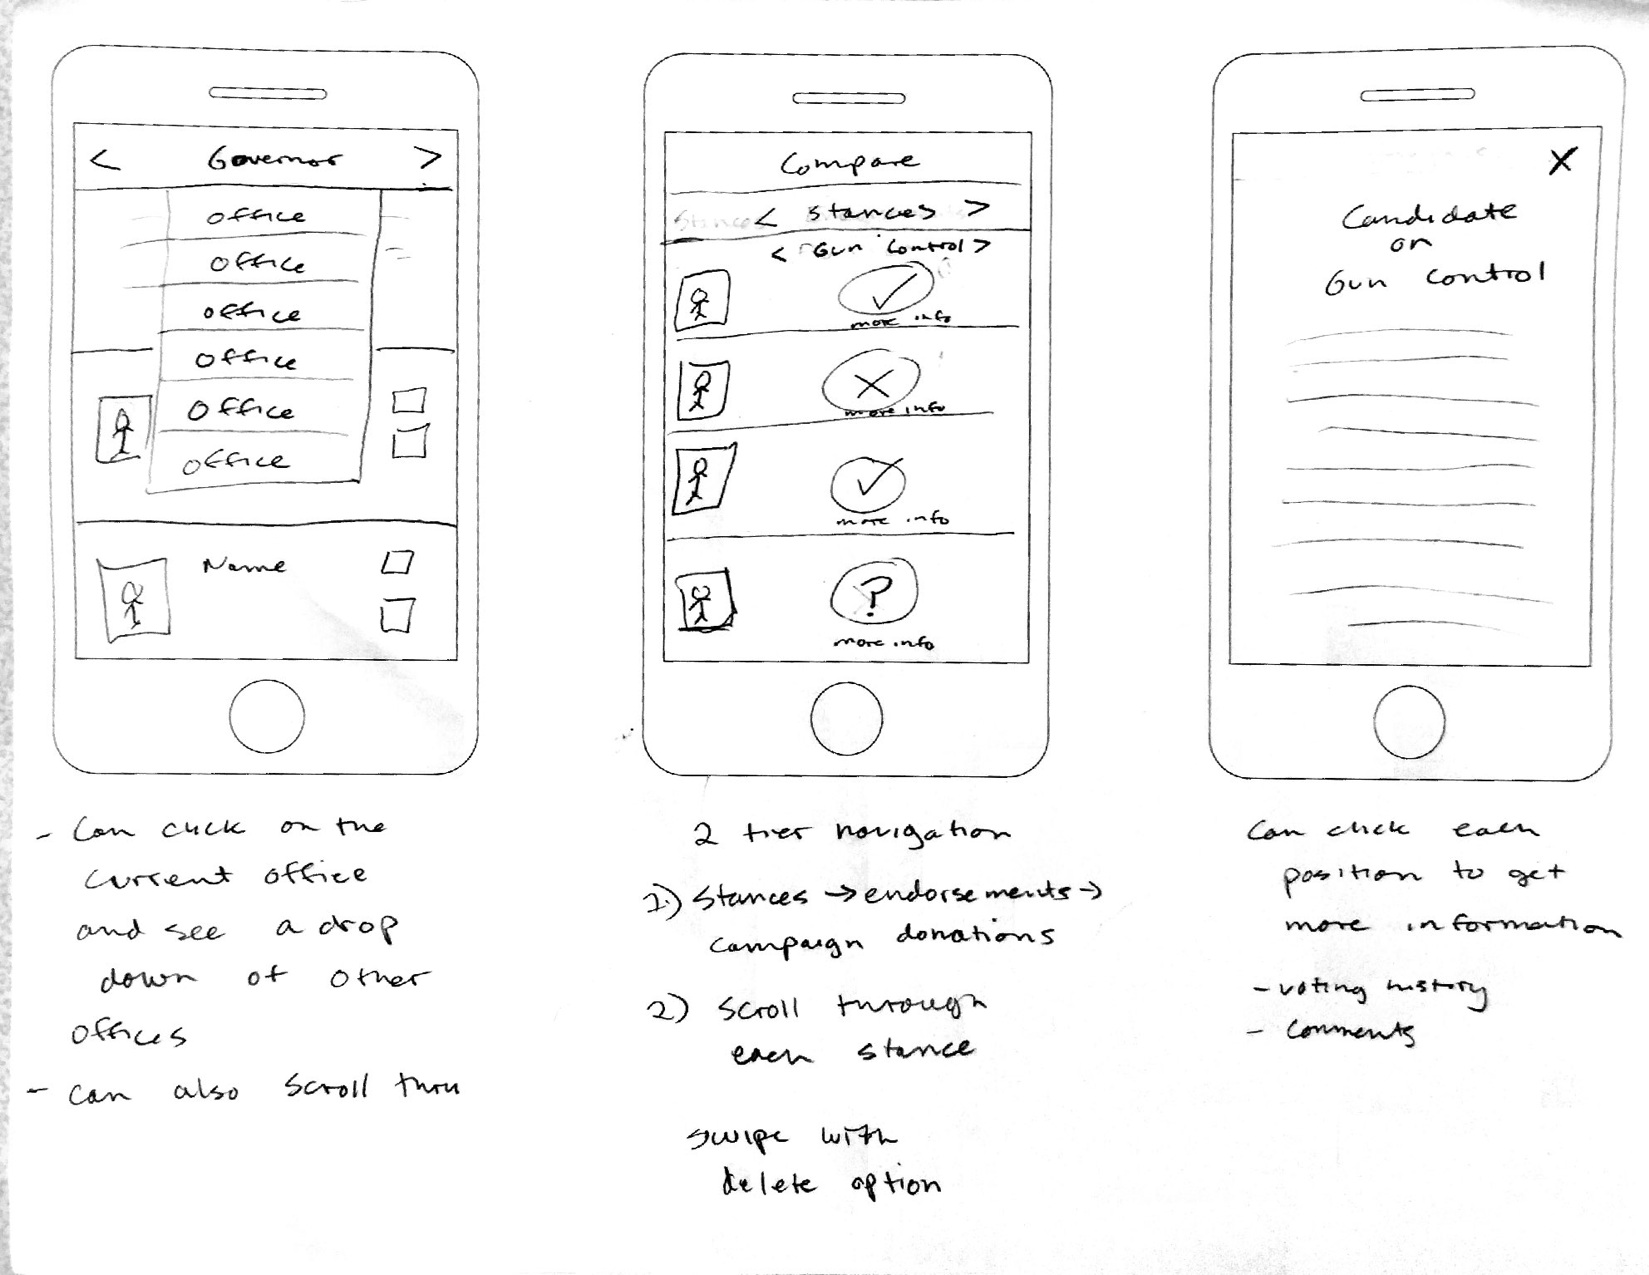 < Governor >
office
office
office
office
office
office
Name
- Can click on the
current office
and see a drop
down of other
offices
- can also scroll thru
Compare
Stances < stances >
< Gun Control >
more info
more info
more info
?
more info
2 tier navigation
1.) Stances → endorsements →
campaign donations
2) scroll through
each stance
swipe with
delete option
X
Candidate
on
Gun Control
Can click each
position to get
more information
- voting history
- comments